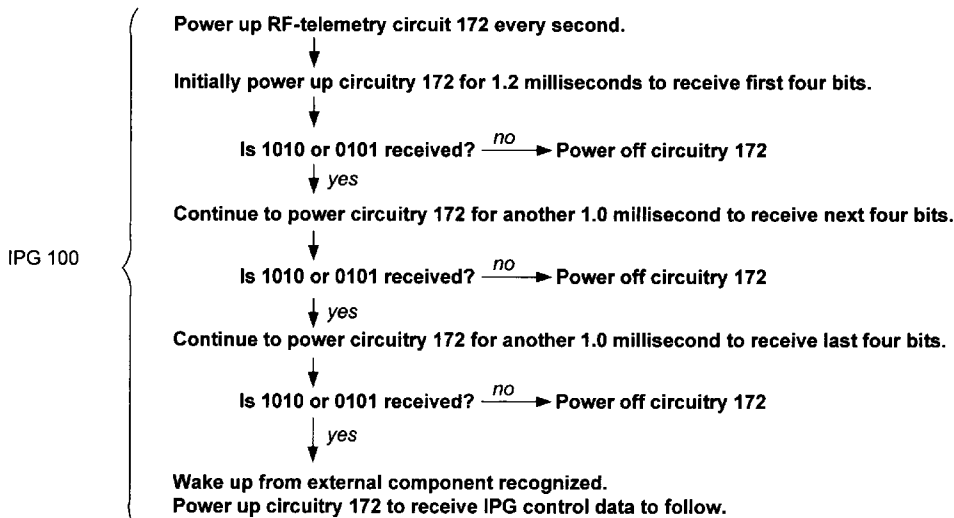 Power up RF-telemetry circuit 172 every second.
Initially power up circuitry 172 for 1.2 milliseconds to receive first four bits.
Is 1010 or 0101 received? no Power off circuitry 172
yes
Continue to power circuitry 172 for another 1.0 millisecond to receive next four bits.
IPG 100
Is 1010 or 0101 received? no Power off circuitry 172
yes
Continue to power circuitry 172 for another 1.0 millisecond to receive last four bits.
Is 1010 or 0101 received? no Power off circuitry 172
yes
Wake up from external component recognized.
Power up circuitry 172 to receive IPG control data to follow.